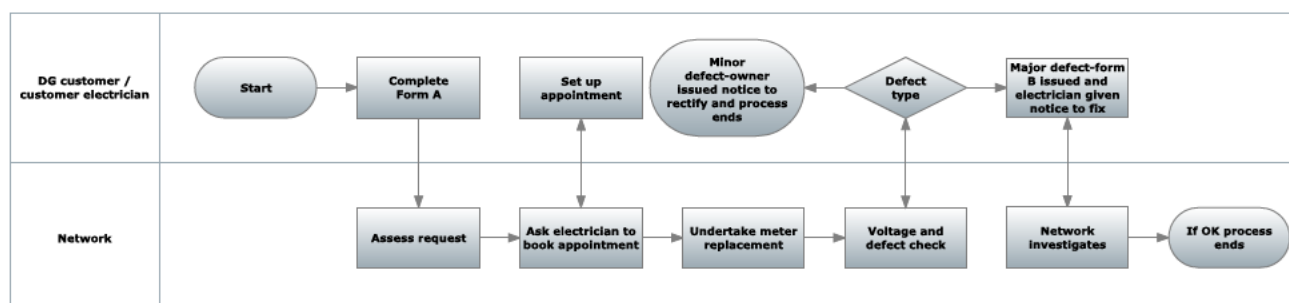 DG customer /
customer electrician
Start
Complete
Form A
Set up
appointment
Minor
defect-owner
issued notice to
rectify and process
ends
Defect
type
Major defect-form
B issued and
electrician given
notice to fix
Network
Assess request
Ask electrician to
book appointment
Undertake meter
replacement
Voltage and
defect check
Network
investigates
If OK process
ends